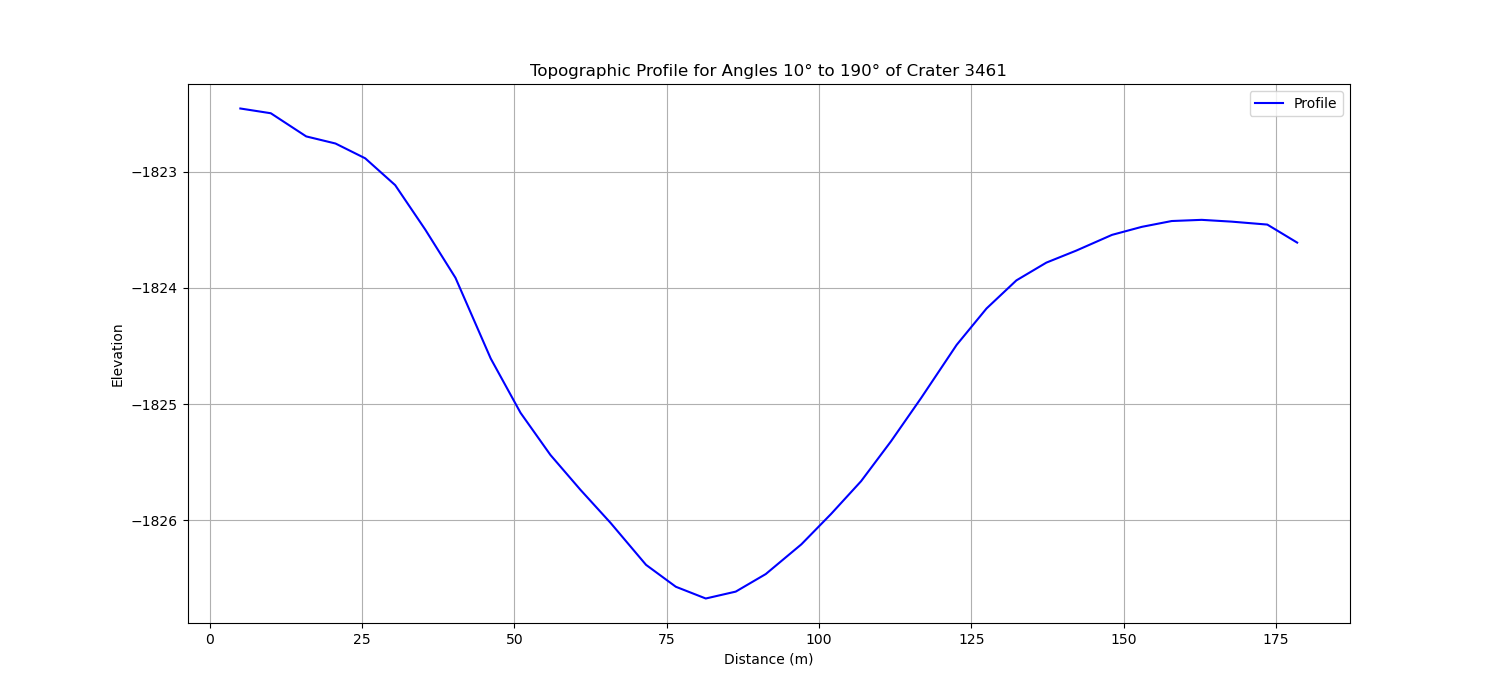 Topographic Profile for Angles 10° to 190° of Crater 3461
Profile
−1823
−1824
−1825
−1826
Elevation
0 25 50 75 100 125 150 175
Distance (m)